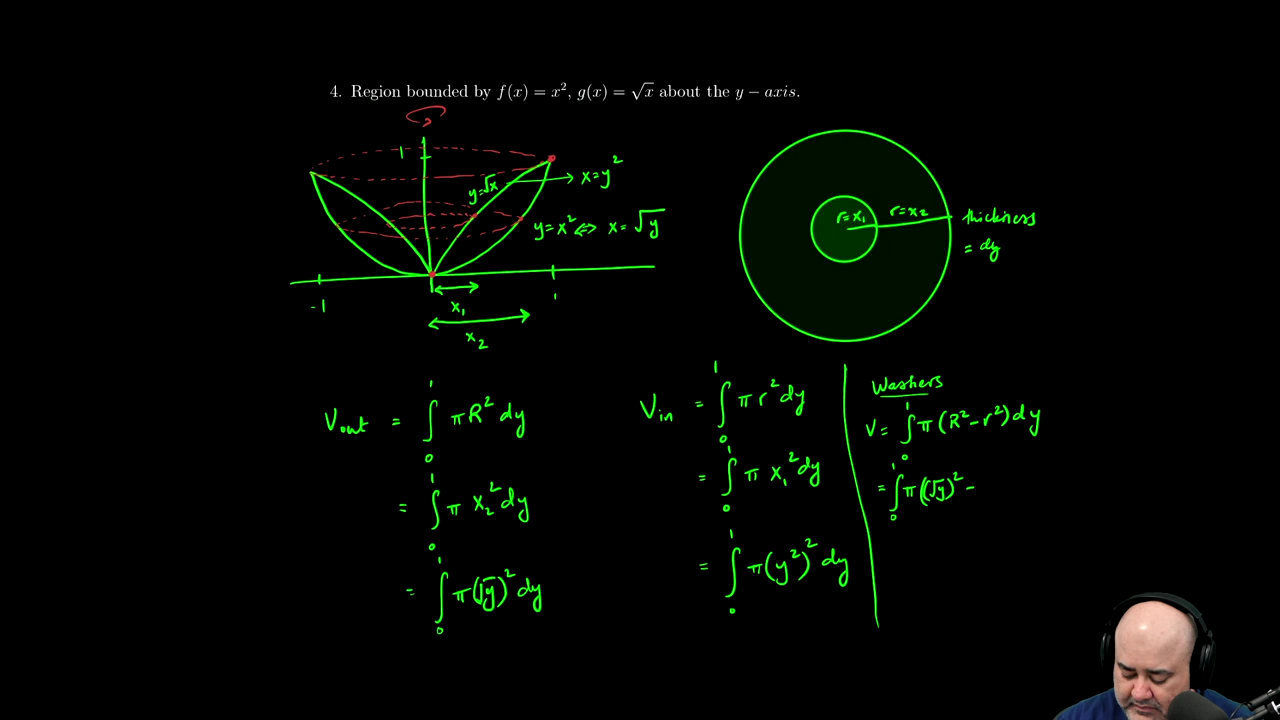 4. Region bounded by f(x) = x², g(x) = √x about the y − axis.
1
y=√x → x=y²
y=x² ⇔ x=√y
-1
1
x₁
x₂
r=x₁
r=x₂
thickness
= dy
V_out = ∫₀¹ πR² dy
= ∫₀¹ π x₂² dy
= ∫₀¹ π(√y)² dy
V_in = ∫₀¹ π r² dy
= ∫₀¹ π x₁² dy
= ∫₀¹ π(y²)² dy
Washers
V = ∫₀¹ π(R² − r²) dy
= ∫₀¹ π((√y)² −